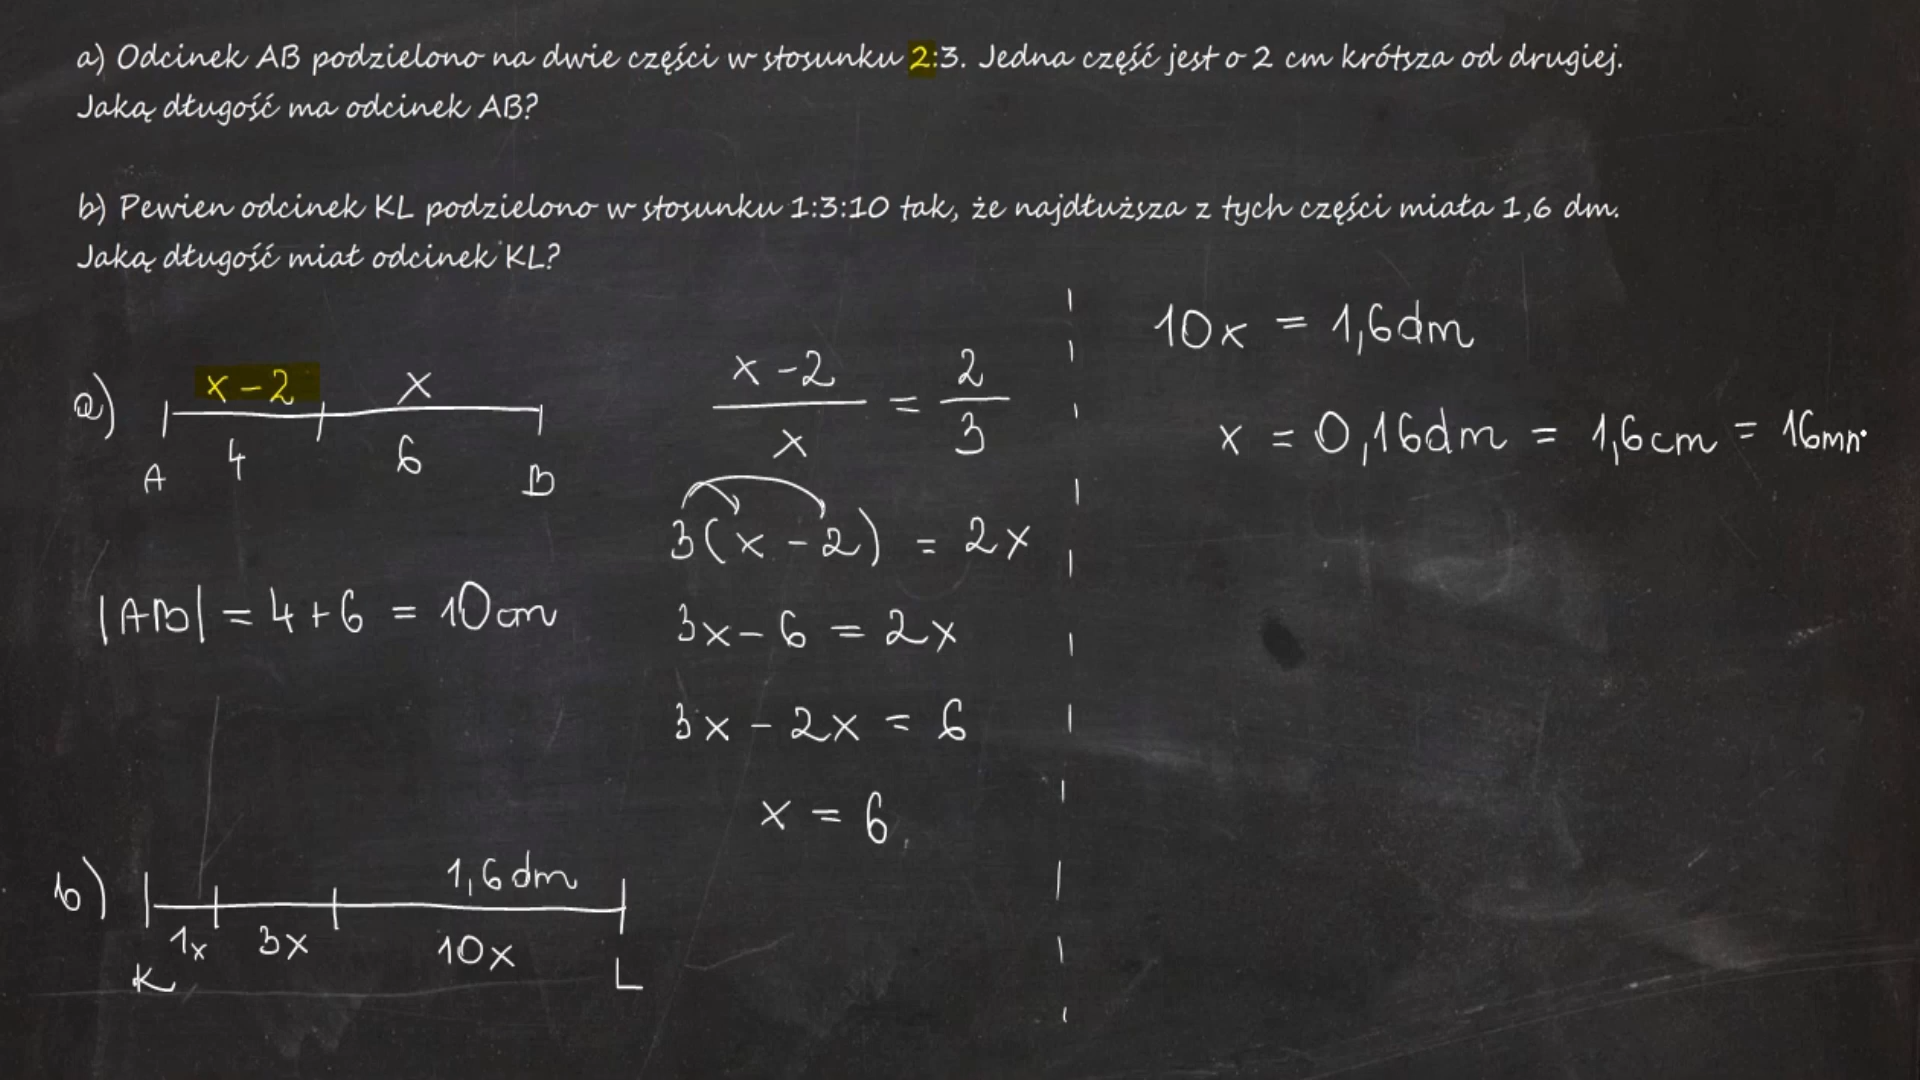 a) Odcinek AB podzielono na dwie części w stosunku 2:3. Jedna część jest o 2 cm krótsza od drugiej.
Jaką długość ma odcinek AB?
b) Pewien odcinek KL podzielono w stosunku 1:3:10 tak, że najdłuższa z tych części miała 1,6 dm.
Jaką długość miał odcinek KL?
a)
x-2 x
4 6
A B
|AB| = 4+6 = 10cm
b)
1,6dm
1x 3x 10x
K L
x-2 / x = 2 / 3
3(x-2) = 2x
3x-6 = 2x
3x-2x = 6
x = 6
10x = 1,6dm
x = 0,16dm = 1,6cm = 16mm